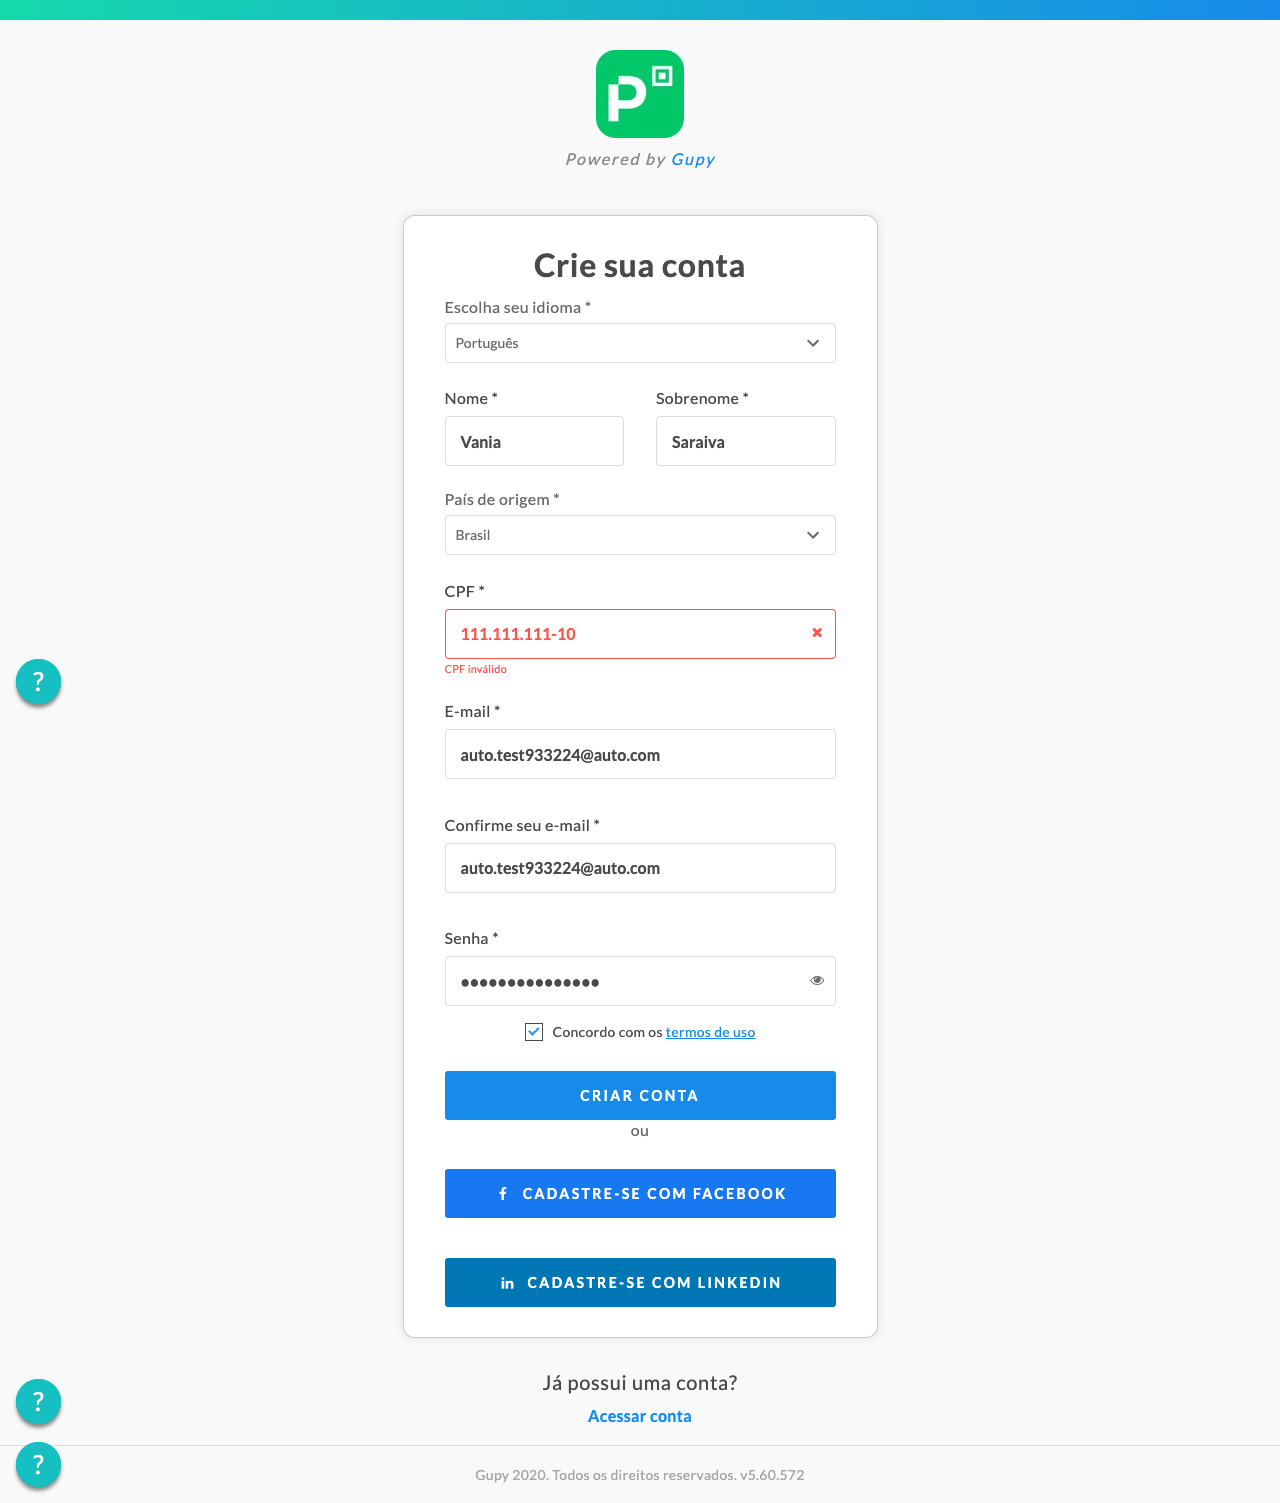 P
Powered by Gupy
Crie sua conta
Escolha seu idioma *
Português
Nome *
Sobrenome *
Vania
Saraiva
País de origem *
Brasil
CPF *
111.111.111-10
CPF inválido
?
E-mail *
auto.test933224@auto.com
Confirme seu e-mail *
auto.test933224@auto.com
Senha *
•••••••••••••••
Concordo com os termos de uso
CRIAR CONTA
ou
f CADASTRE-SE COM FACEBOOK
in CADASTRE-SE COM LINKEDIN
Já possui uma conta?
?
Acessar conta
?
Gupy 2020. Todos os direitos reservados. v5.60.572